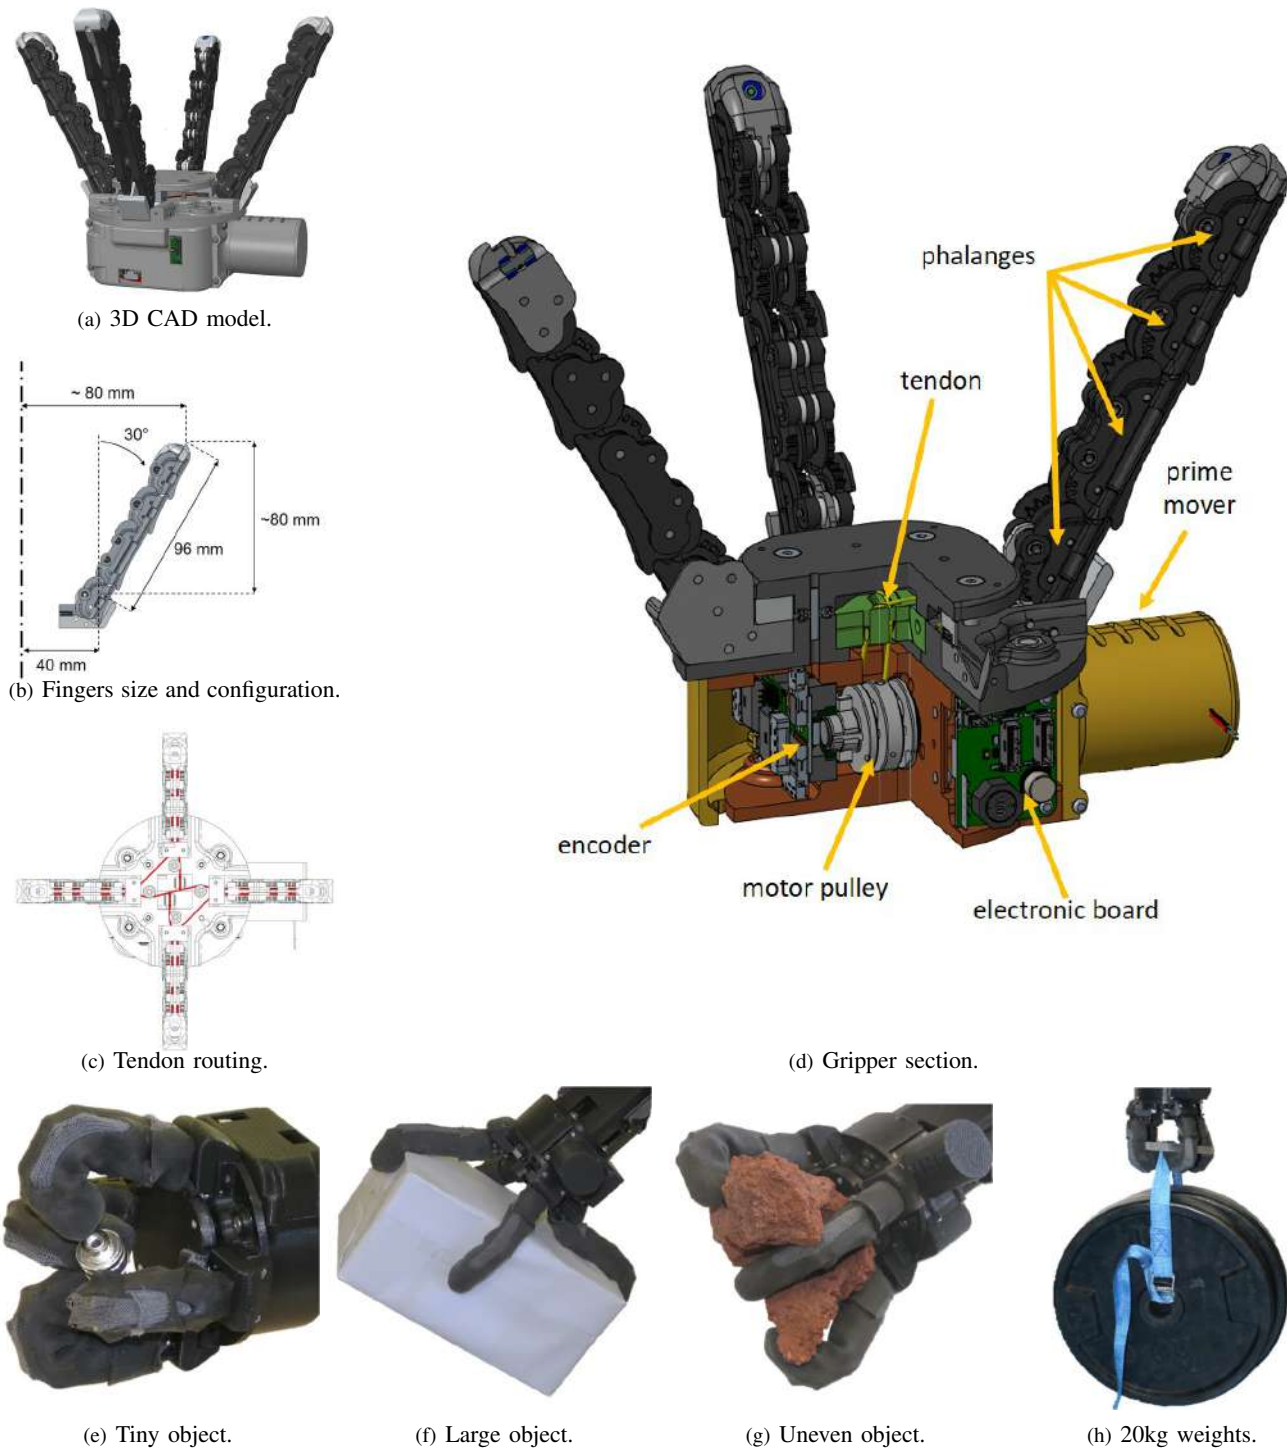 (a) 3D CAD model.
~ 80 mm
30°
~80 mm
96 mm
40 mm
(b) Fingers size and configuration.
(c) Tendon routing.
phalanges
tendon
prime
mover
encoder
motor pulley
electronic board
(d) Gripper section.
(e) Tiny object.
(f) Large object.
(g) Uneven object.
(h) 20kg weights.